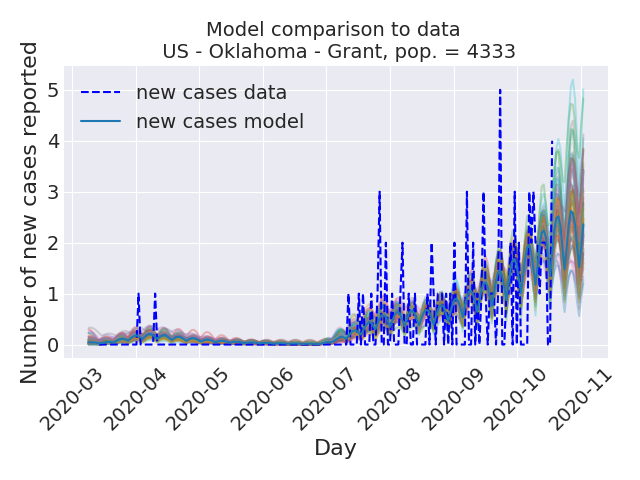 Model comparison to data
US - Oklahoma - Grant, pop. = 4333
Number of new cases reported
5
4
3
2
1
0
new cases data
new cases model
2020-03
2020-04
2020-05
2020-06
2020-07
2020-08
2020-09
2020-10
2020-11
Day